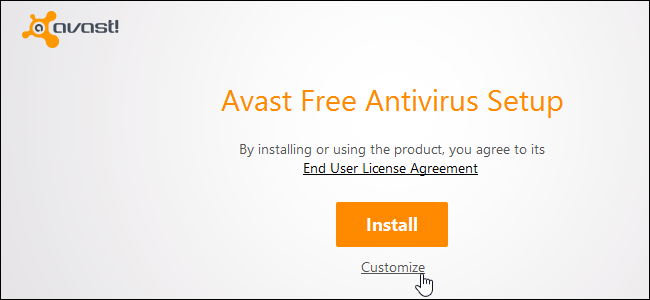 avast!
Avast Free Antivirus Setup
By installing or using the product, you agree to its
End User License Agreement
Install
Customize